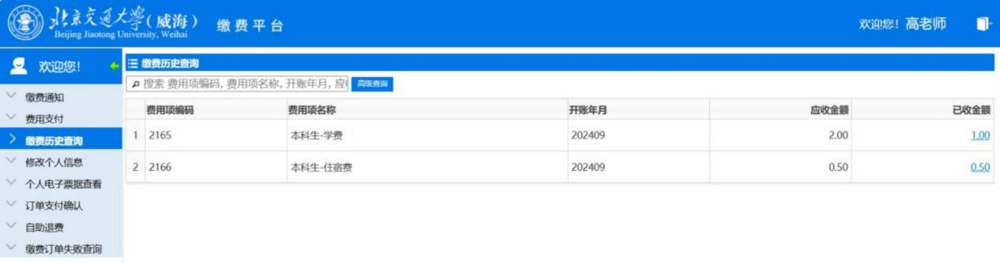 北京交通大学(威海) 缴费平台 欢迎您! 高老师
Beijing Jiaotong University, Weihai
欢迎您!
缴费历史查询
搜索 费用项编码, 费用项名称, 开账年月, 应 高级查询
缴费通知
费用支付
缴费历史查询
修改个人信息
个人电子票据查看
订单支付确认
自助退费
缴费订单失败查询
费用项编码 费用项名称 开账年月 应收金额 已收金额
1 2165 本科生-学费 202409 2.00 1.00
2 2166 本科生-住宿费 202409 0.50 0.50